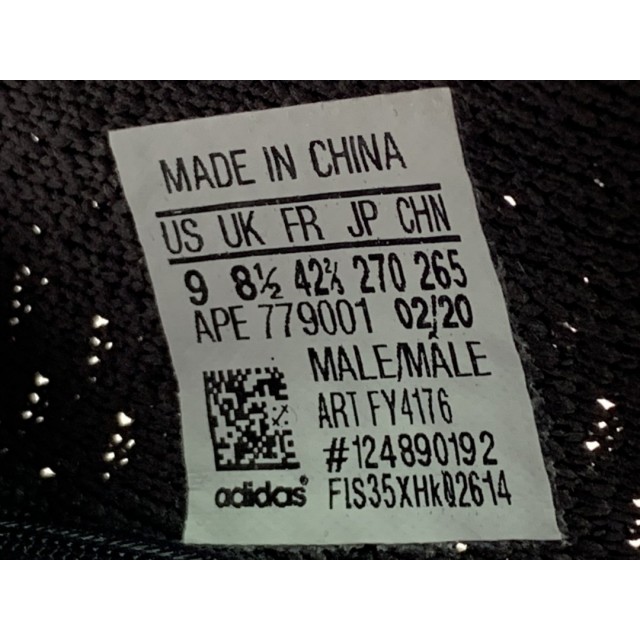 MADE IN CHINA
US UK FR JP CHN
9 8½ 42⅔ 270 265
APE 779001 02/20
MALE/MÂLE
ART FY4176
#124890192
adidas®